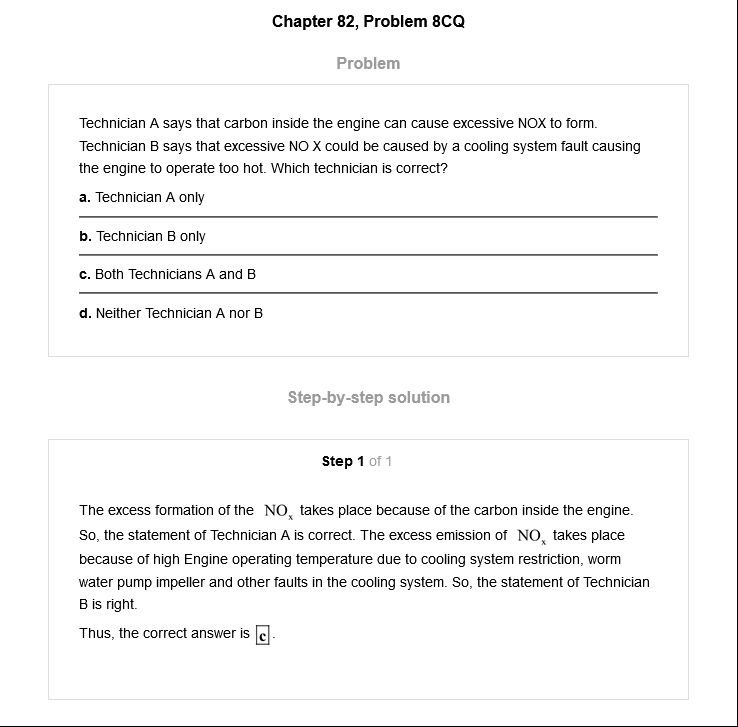 Chapter 82, Problem 8CQ
Problem
Technician A says that carbon inside the engine can cause excessive NOX to form.
Technician B says that excessive NO X could be caused by a cooling system fault causing
the engine to operate too hot. Which technician is correct?
a. Technician A only
b. Technician B only
c. Both Technicians A and B
d. Neither Technician A nor B
Step-by-step solution
Step 1 of 1
The excess formation of the NOx takes place because of the carbon inside the engine.
So, the statement of Technician A is correct. The excess emission of NOx takes place
because of high Engine operating temperature due to cooling system restriction, worm
water pump impeller and other faults in the cooling system. So, the statement of Technician
B is right.
Thus, the correct answer is c.